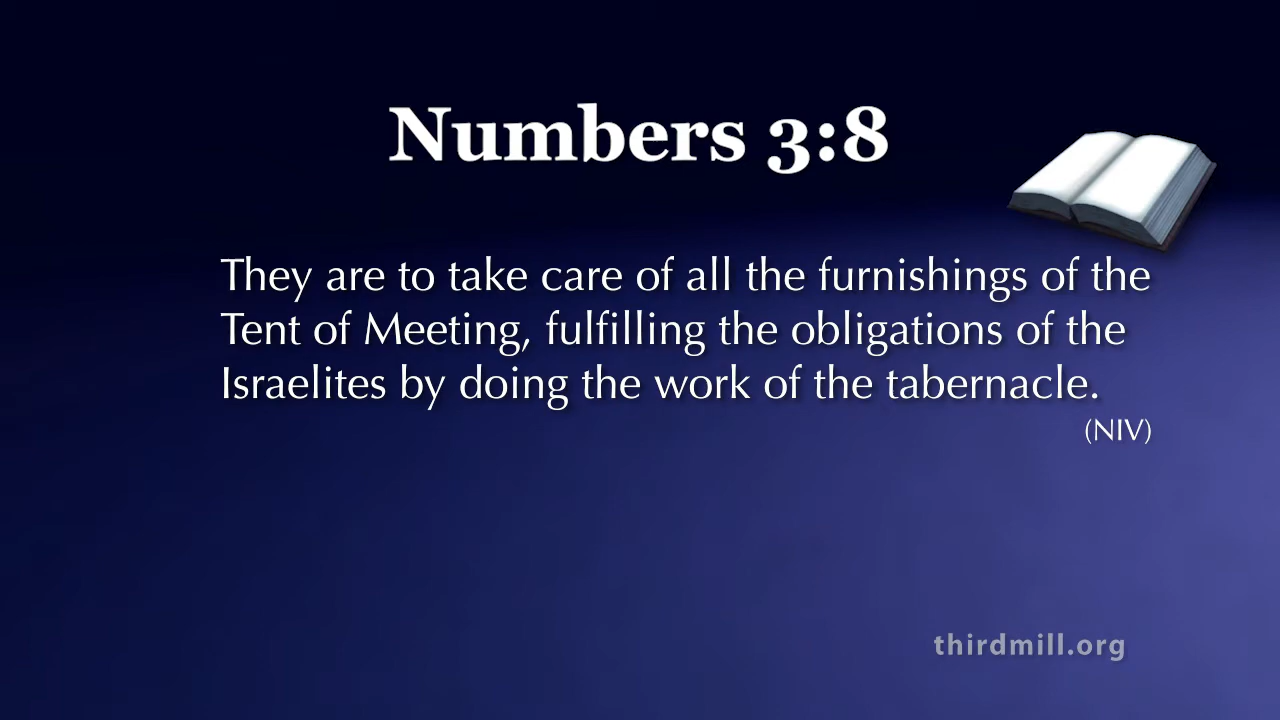 Numbers 3:8
They are to take care of all the furnishings of the
Tent of Meeting, fulfilling the obligations of the
Israelites by doing the work of the tabernacle.
(NIV)
thirdmill.org